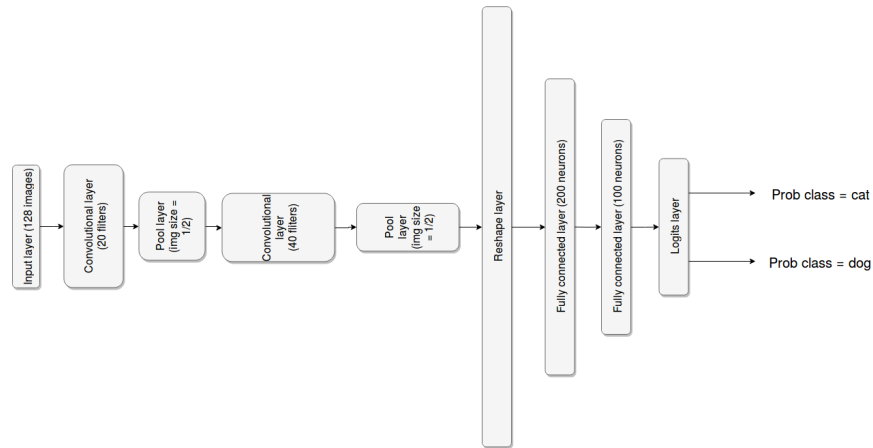 Input layer (128 images)
Convolutional layer
(20 filters)
Pool layer
(img size =
1/2)
Convolutional
layer
(40 filters)
Pool
layer
(img size
= 1/2)
Reshape layer
Fully connected layer (200 neurons)
Fully connected layer (100 neurons)
Logits layer
Prob class = cat
Prob class = dog